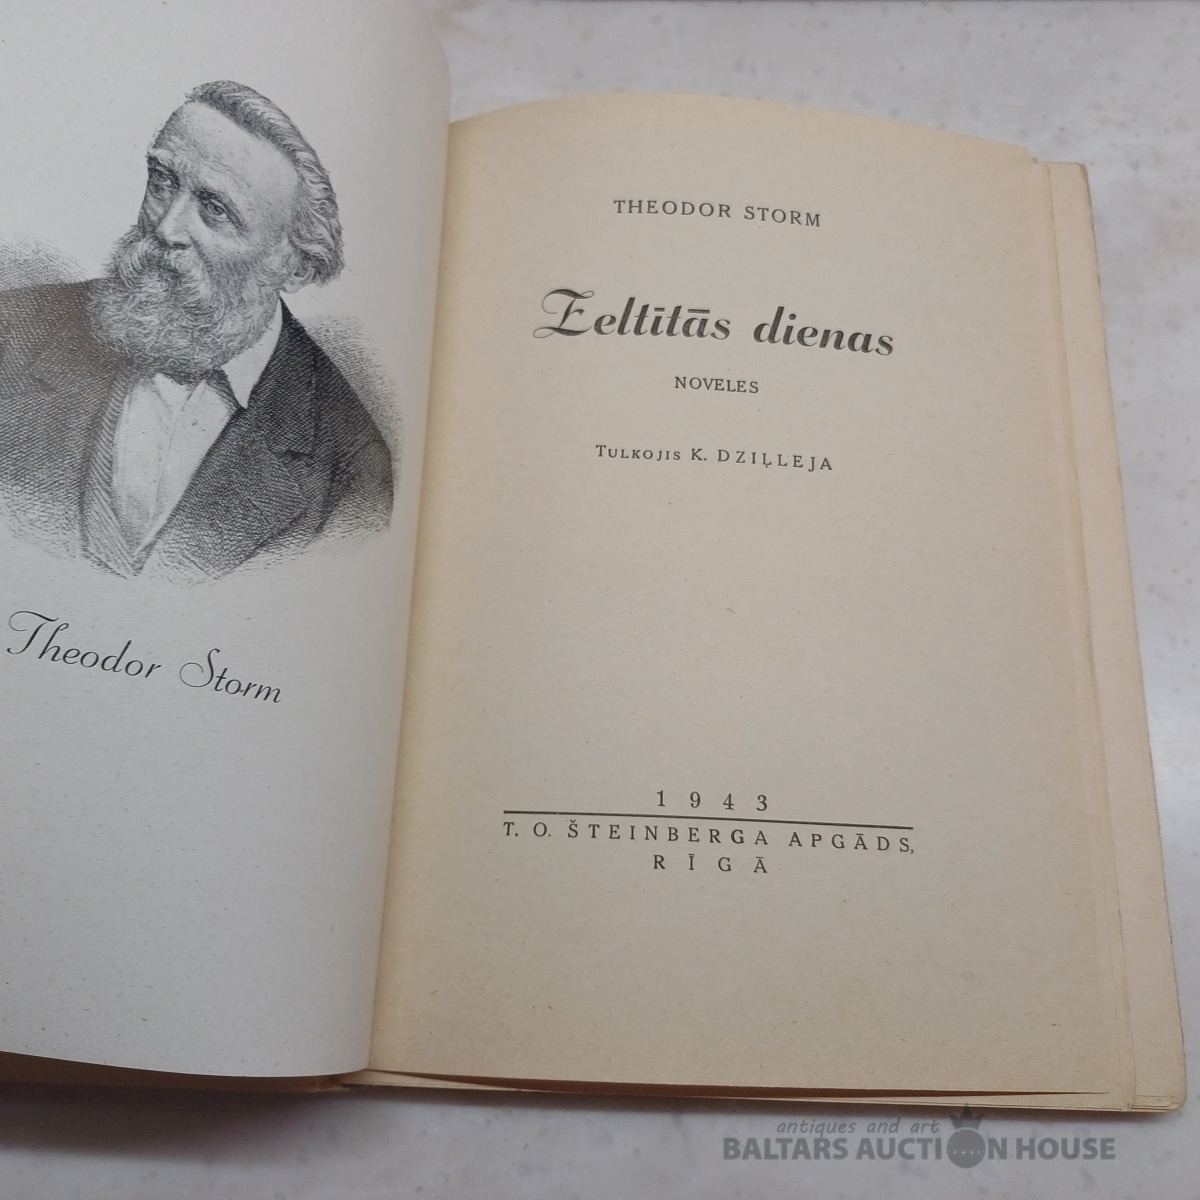 Theodor Storm
THEODOR STORM
Zeltītās dienas
NOVELES
TULKOJIS K. DZIĻLEJA
1943
T. O. ŠTEINBERGA APGĀDS,
RĪGĀ
antiques and art
BALTARS AUCTION HOUSE